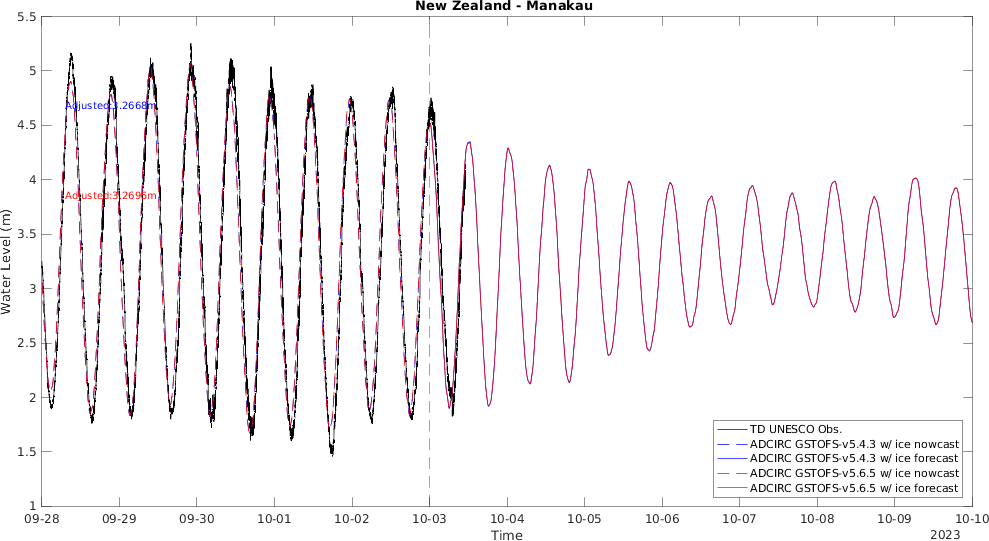 New Zealand - Manakau
5.5
5
4.5
4
3.5
3
2.5
2
1.5
1
Water Level (m)
Adjusted:3.2668m
Adjusted:3.2696m
TD UNESCO Obs.
ADCIRC GSTOFS-v5.4.3 w/ ice nowcast
ADCIRC GSTOFS-v5.4.3 w/ ice forecast
ADCIRC GSTOFS-v5.6.5 w/ ice nowcast
ADCIRC GSTOFS-v5.6.5 w/ ice forecast
09-28 09-29 09-30 10-01 10-02 10-03 10-04 10-05 10-06 10-07 10-08 10-09 10-10
Time
2023